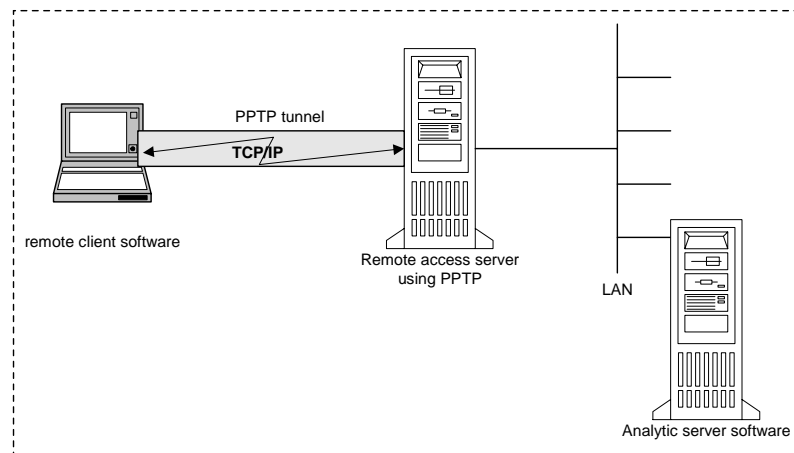 PPTP tunnel
TCP/IP
remote client software
Remote access server
using PPTP
LAN
Analytic server software